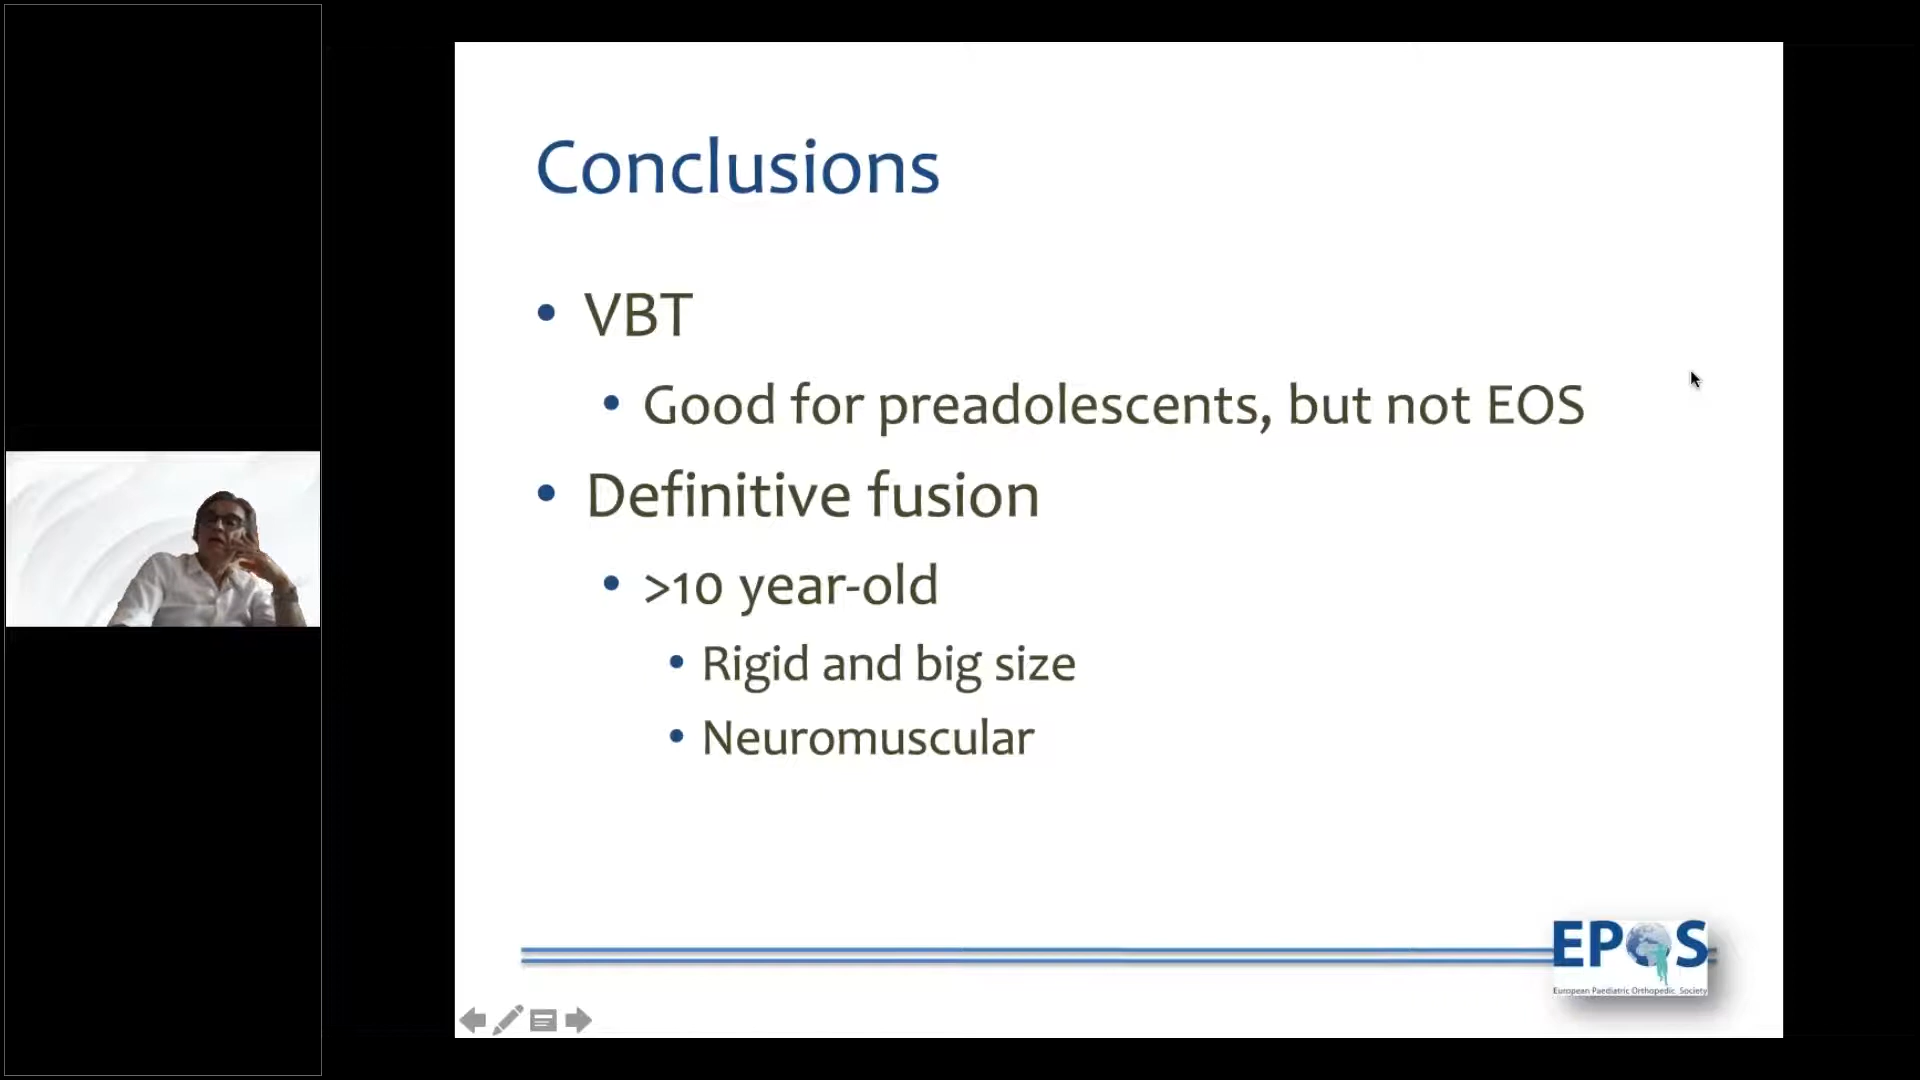 Conclusions
• VBT
• Good for preadolescents, but not EOS
• Definitive fusion
• >10 year-old
• Rigid and big size
• Neuromuscular
EPOS
European Paediatric Orthopedic Society